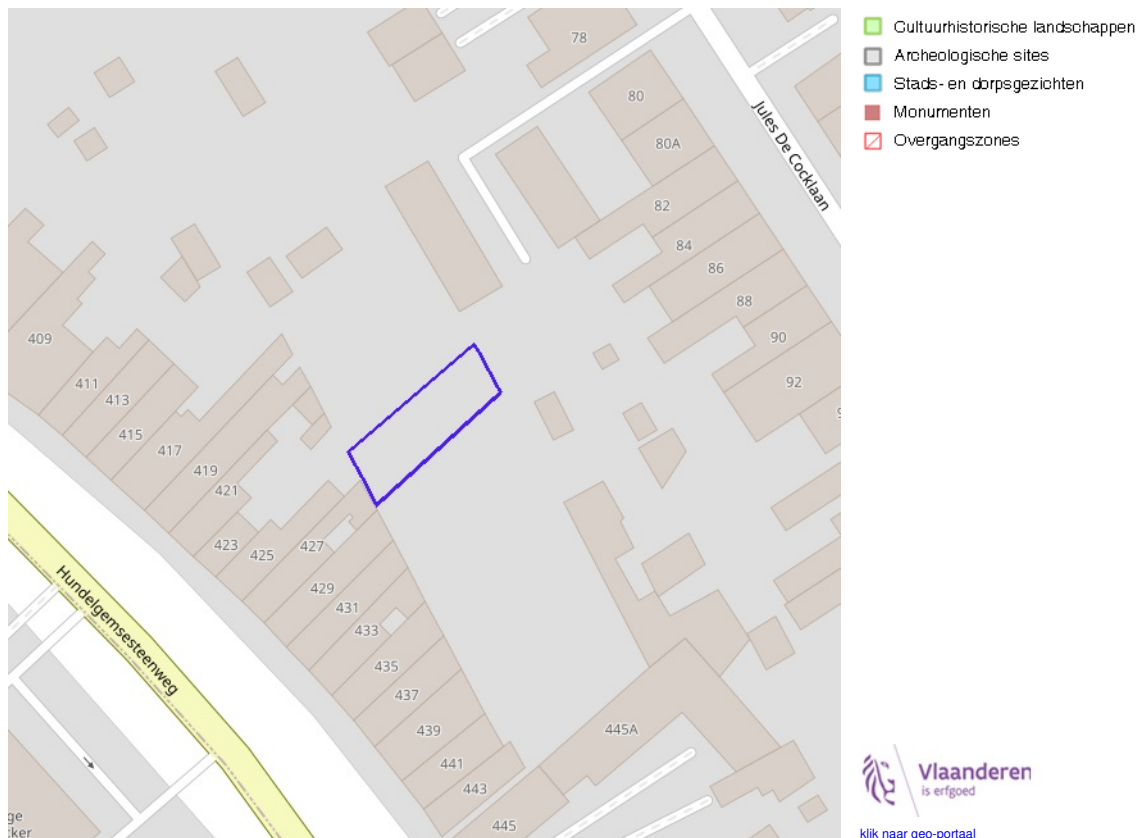 Cultuurhistorische landschappen
Archeologische sites
Stads- en dorpsgezichten
Monumenten
Overgangszones
78
80
80A
Jules De Cocklaan
82
84
86
88
90
92
409
411
413
415
417
419
421
423
425
427
429
431
433
435
437
439
441
443
445
445A
Hundelgemsesteenweg
Vlaanderen
is erfgoed
klik naar geo-portaal